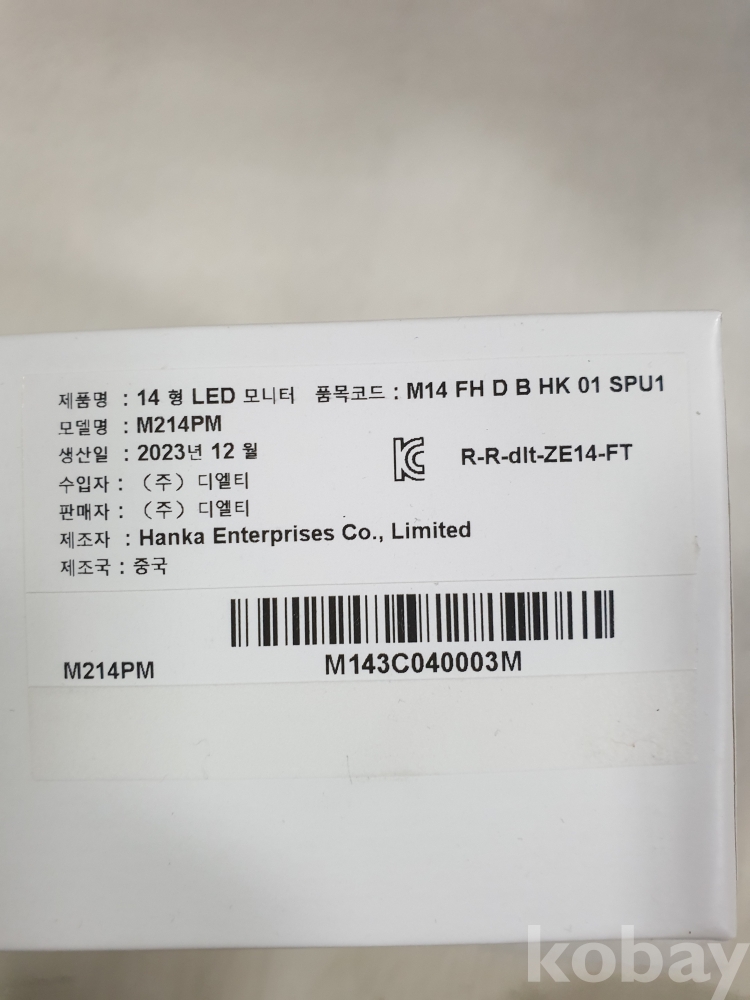 제품명 : 14 형 LED 모니터 품목코드 : M14 FH D B HK 01 SPU1
모델명 : M214PM
생산일 : 2023년 12 월
KC R-R-dlt-ZE14-FT
수입자 : (주) 디엘티
판매자 : (주) 디엘티
제조자 : Hanka Enterprises Co., Limited
제조국 : 중국
M214PM
M143C040003M
kobay